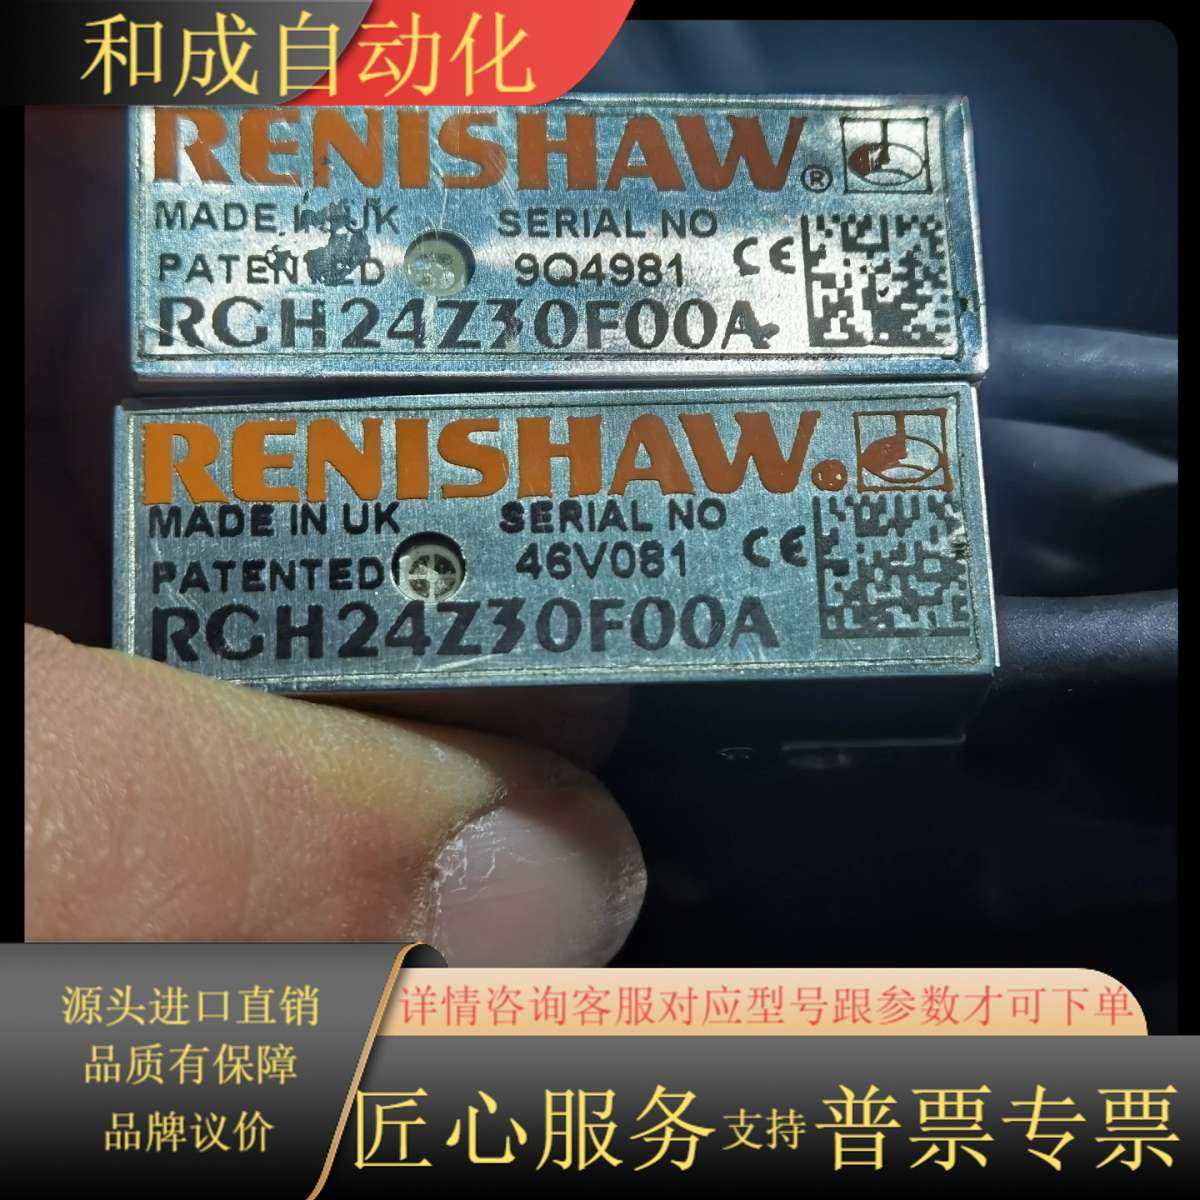 和成自动化
RENISHAW®
MADE IN UK
SERIAL NO
PATENTED
9Q4981
CE
RGH24Z30F00A
RENISHAW®
MADE IN UK
SERIAL NO
PATENTED
46V081
CE
RGH24Z30F00A
源头进口直销
品质有保障
品牌议价
详情咨询客服对应型号跟参数才可下单
匠心服务支持普票专票